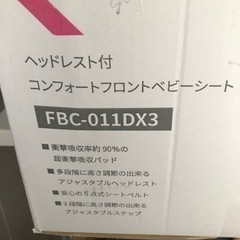 ヘッドレスト付
コンフォートフロントベビーシート
FBC-011DX3
■衝撃吸収率約90%の
超衝撃吸収パッド
■多段階に高さ調節の出来る
アジャスタブルヘッドレスト
■安心の5点式シートベルト
■3段階に高さ調節の出来る
アジャスタブルステップ